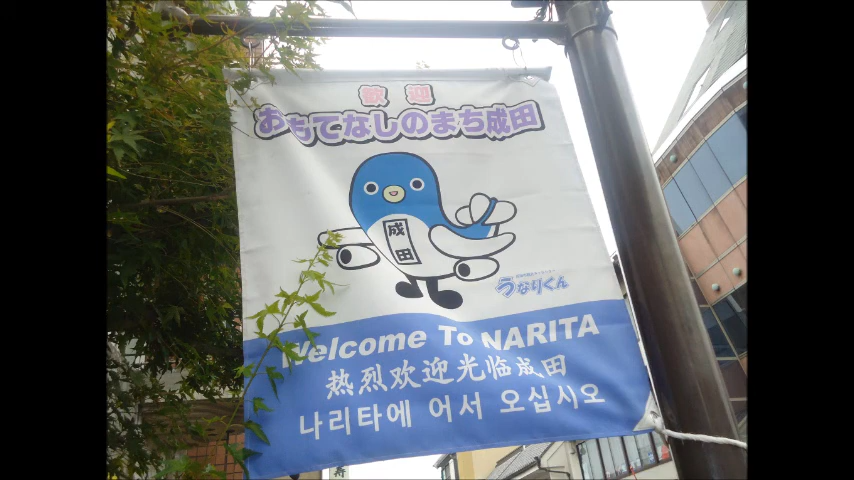 歓迎
おもてなしのまち成田
成田
うなりくん
Welcome To NARITA
热烈欢迎光临成田
나리타에 어서 오십시오